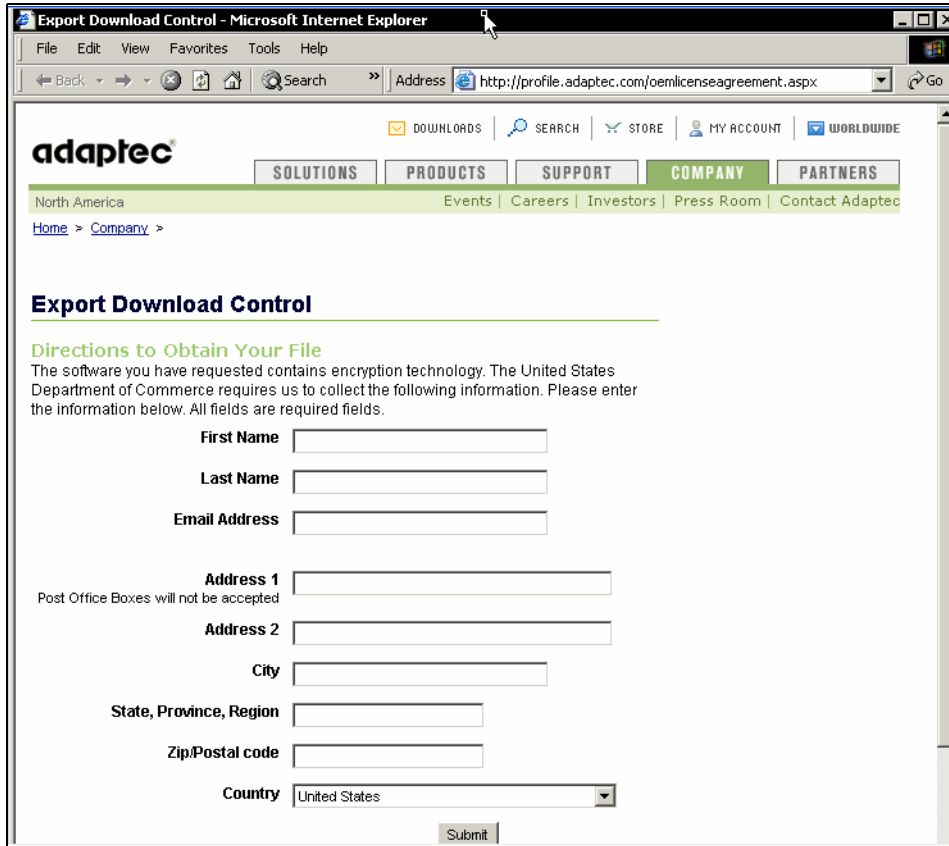 Export Download Control - Microsoft Internet Explorer
File Edit View Favorites Tools Help
Back Search » Address http://profile.adaptec.com/oemlicenseagreement.aspx Go
DOWNLOADS SEARCH STORE MY ACCOUNT WORLDWIDE
adaptec®
SOLUTIONS PRODUCTS SUPPORT COMPANY PARTNERS
North America Events | Careers | Investors | Press Room | Contact Adaptec
Home > Company >
Export Download Control
Directions to Obtain Your File
The software you have requested contains encryption technology. The United States
Department of Commerce requires us to collect the following information. Please enter
the information below. All fields are required fields.
First Name
Last Name
Email Address
Address 1
Post Office Boxes will not be accepted
Address 2
City
State, Province, Region
Zip/Postal code
Country United States
Submit